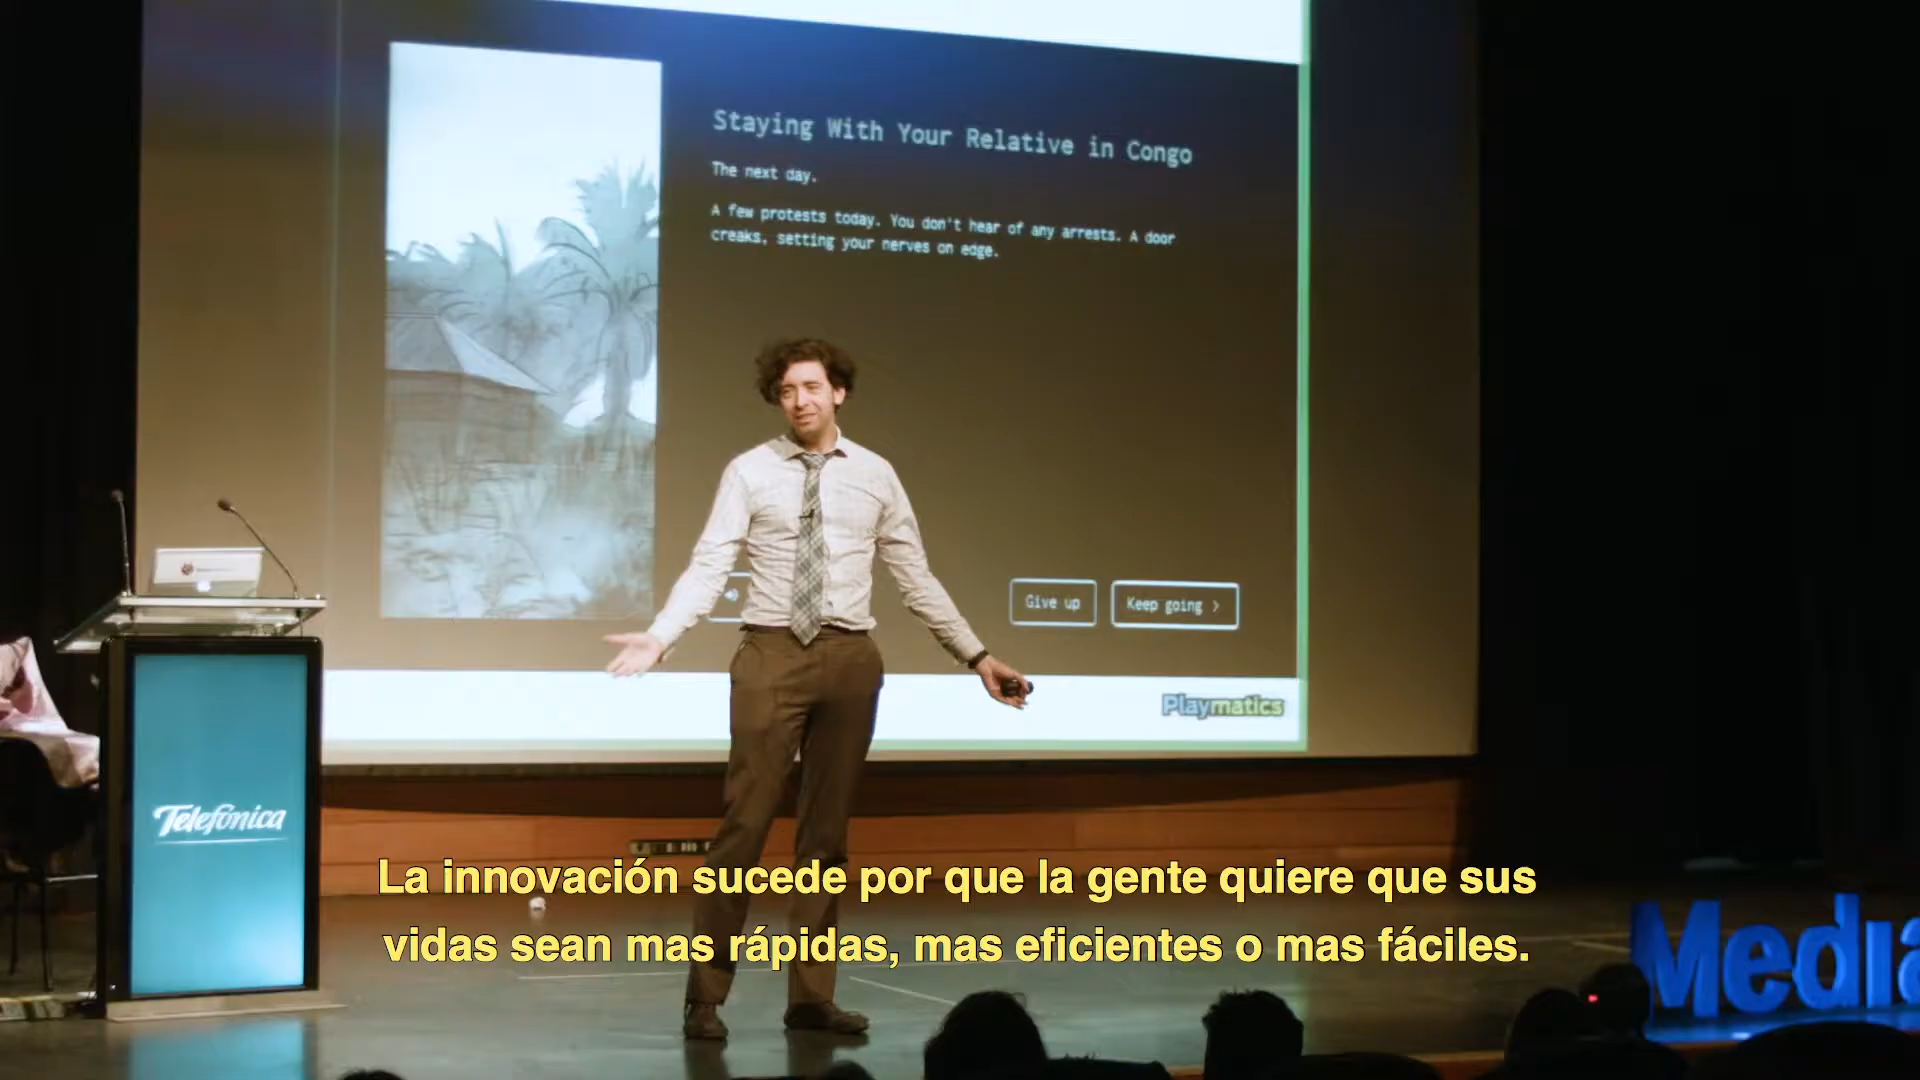 Staying With Your Relative in Congo
The next day.
A few protests today. You don't hear of any arrests. A door
creaks, setting your nerves on edge.
Give up
Keep going >
Playmatics
Telefónica
La innovación sucede por que la gente quiere que sus
vidas sean mas rápidas, mas eficientes o mas fáciles.
Media